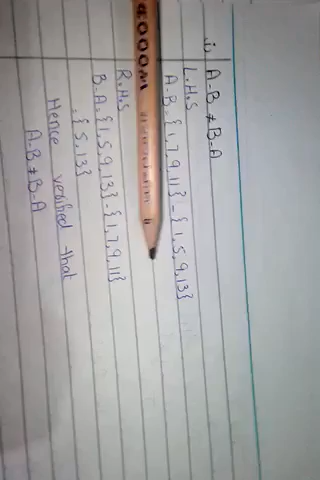 i. A-B ≠ B-A
L.H.S
A-B = {1,7,9,11} - {1,5,9,13}
4000M
R.H.S
B-A = {1,5,9,13} - {1,7,9,11}
= {5,13}
Hence verified that
A-B ≠ B-A